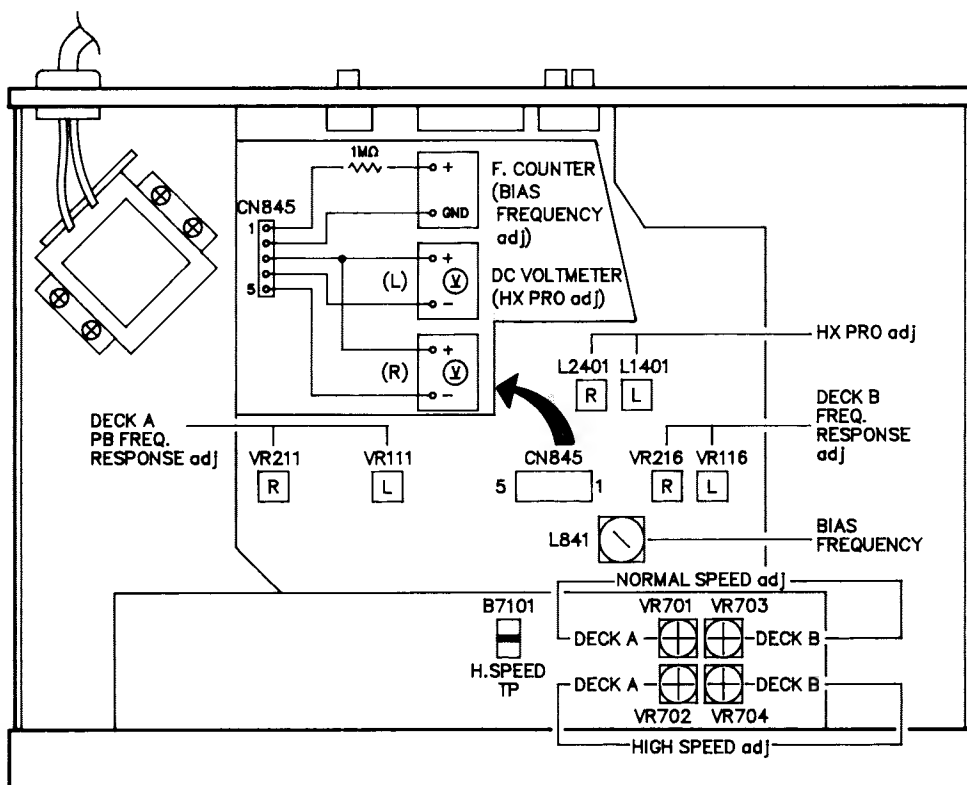 1MΩ
+
F. COUNTER
(BIAS
FREQUENCY
adj)
GND
CN845
1
5
(L)
+
V
-
DC VOLTMETER
(HX PRO adj)
(R)
+
V
-
HX PRO adj
L2401 L1401
R L
DECK A
PB FREQ.
RESPONSE adj
VR211 VR111
R L
CN845
5 1
DECK B
FREQ.
RESPONSE
adj
VR216 VR116
R L
L841
BIAS
FREQUENCY
NORMAL SPEED adj
B7101
H.SPEED
TP
VR701 VR703
DECK A DECK B
DECK A DECK B
VR702 VR704
HIGH SPEED adj